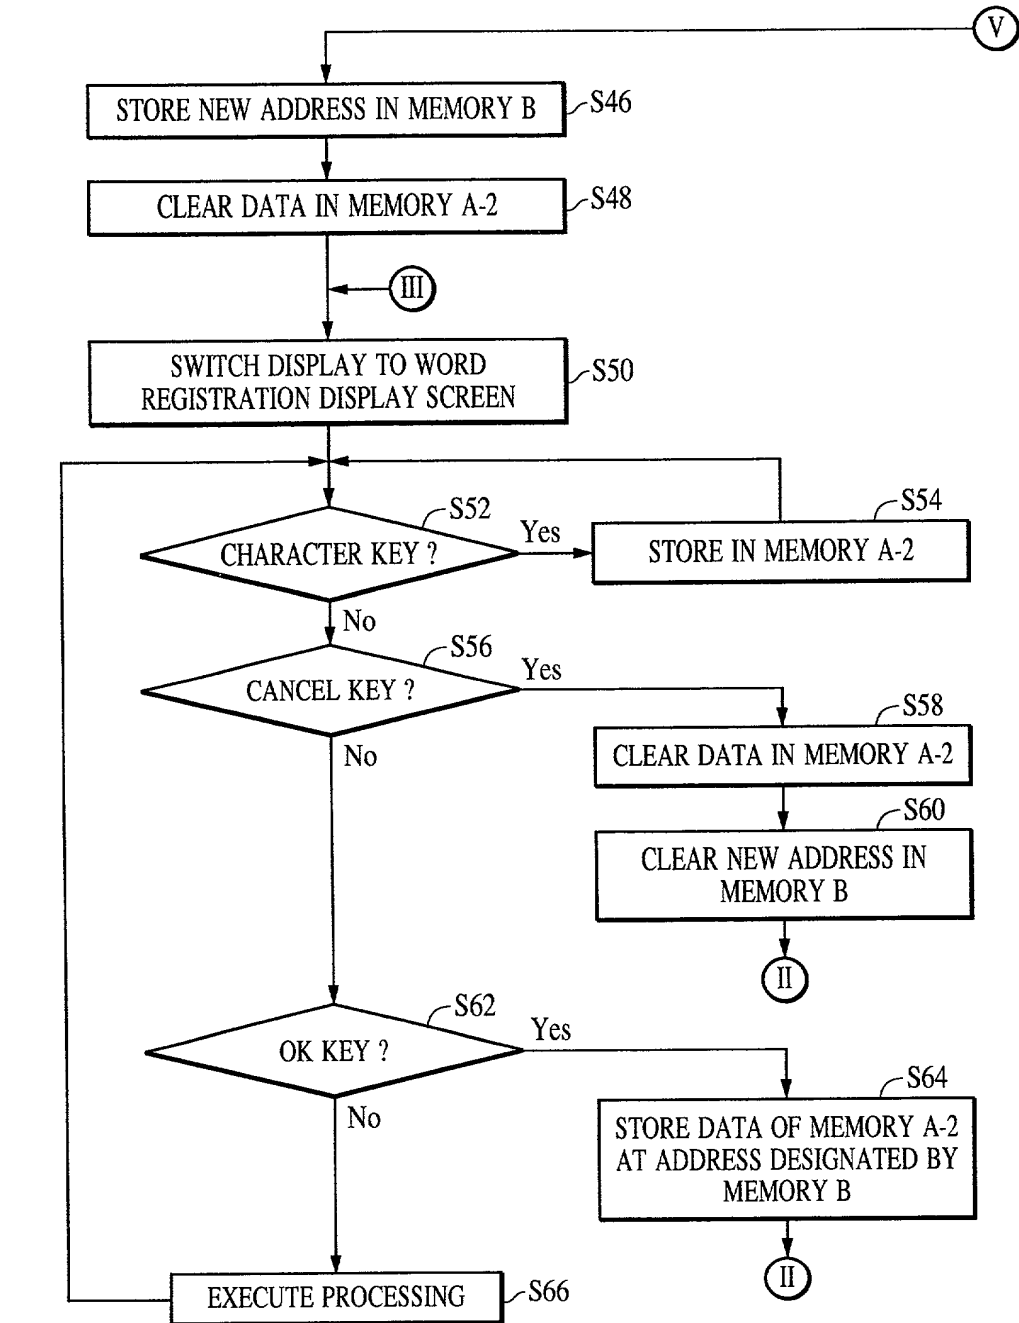 V
STORE NEW ADDRESS IN MEMORY B
S46
CLEAR DATA IN MEMORY A-2
S48
III
SWITCH DISPLAY TO WORD
REGISTRATION DISPLAY SCREEN
S50
S52
CHARACTER KEY ?
Yes
S54
STORE IN MEMORY A-2
No
S56
CANCEL KEY ?
Yes
S58
CLEAR DATA IN MEMORY A-2
No
S60
CLEAR NEW ADDRESS IN
MEMORY B
II
S62
OK KEY ?
Yes
S64
STORE DATA OF MEMORY A-2
AT ADDRESS DESIGNATED BY
MEMORY B
No
II
EXECUTE PROCESSING
S66